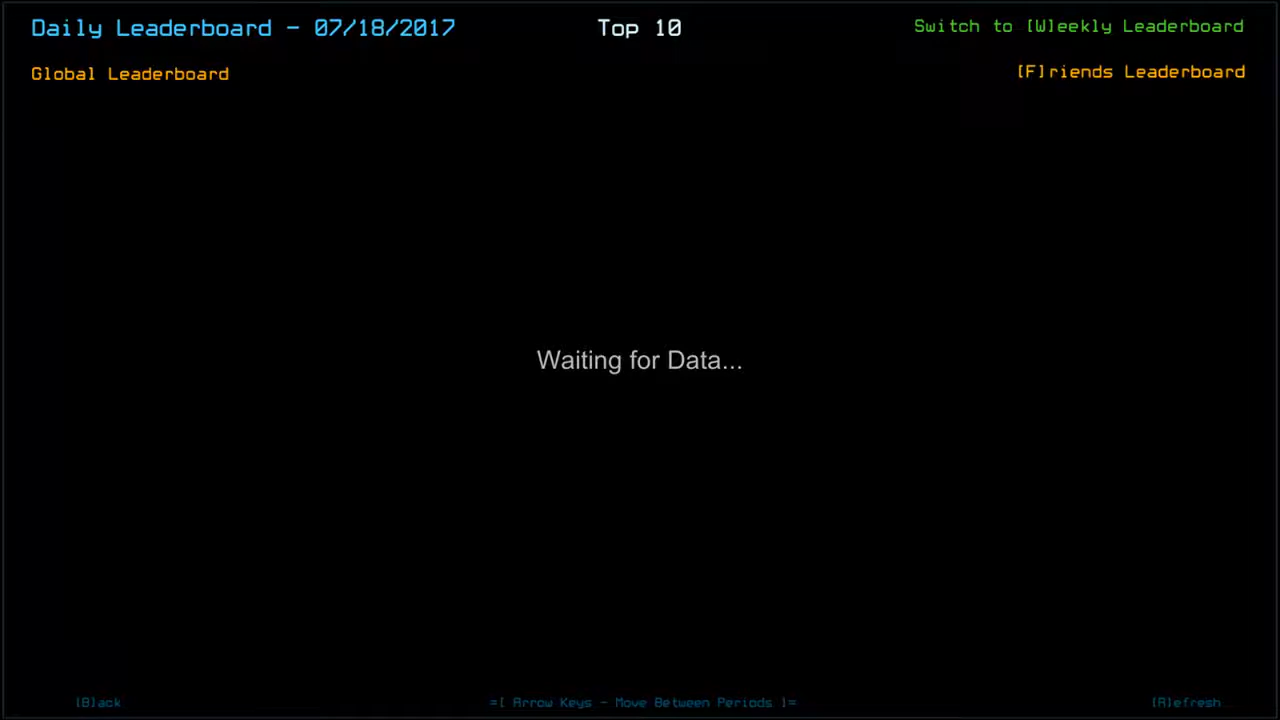 Daily Leaderboard - 07/18/2017
Top 10
Switch to [W]eekly Leaderboard
Global Leaderboard
[F]riends Leaderboard
Waiting for Data...
[B]ack
=[ Arrow Keys - Move Between Periods ]=
[R]efresh